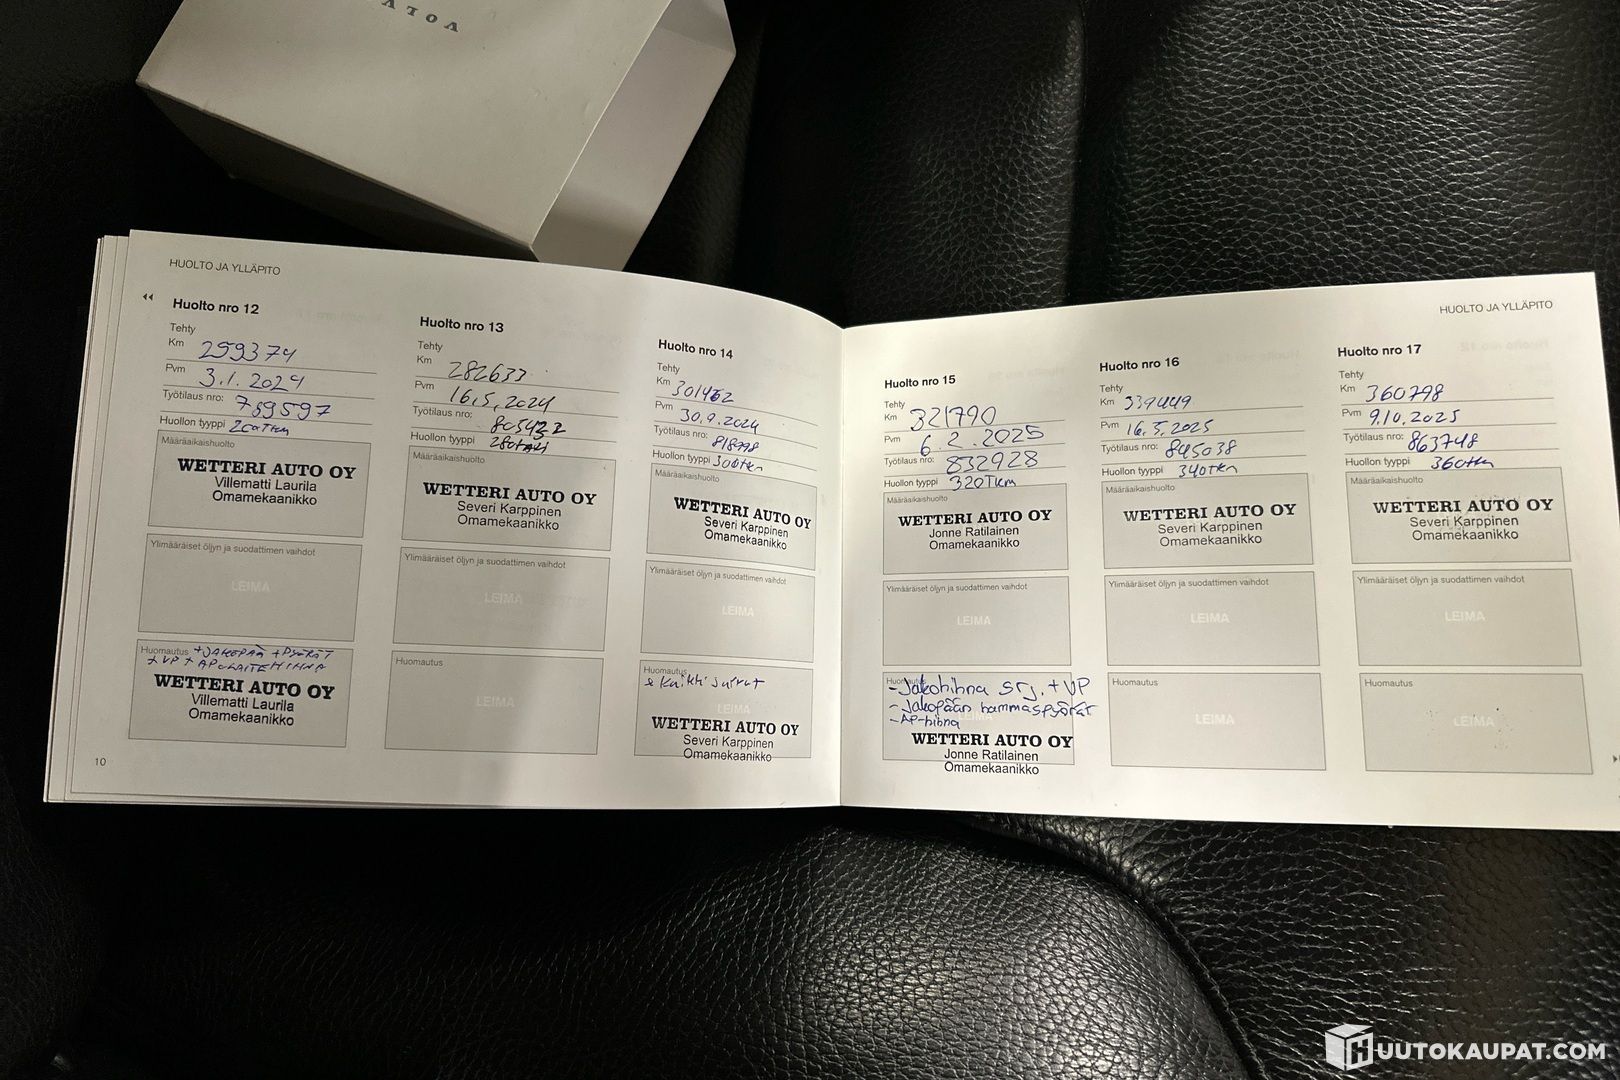 VOLVA
HUOLTO JA YLLÄPITO
Huolto nro 12
Tehty
Km 259374
Pvm 3.1.2024
Työtilaus nro: 789597
Huollon tyyppi 260TKm
Määräaikaishuolto
WETTERI AUTO OY
Villematti Laurila
Omamekaanikko
Ylimääräiset öljyn ja suodattimen vaihdot
LEIMA
Huomautus +JAKOPÄÄ +PYÖRÄT
+VP + APULAITEHIHNA
WETTERI AUTO OY
Villematti Laurila
Omamekaanikko
10
Huolto nro 13
Tehty
Km 282633
Pvm 16.5.2024
Työtilaus nro:
Huollon tyyppi 280tkm
Määräaikaishuolto
WETTERI AUTO OY
Severi Karppinen
Omamekaanikko
Ylimääräiset öljyn ja suodattimen vaihdot
LEIMA
Huomautus
LEIMA
Huolto nro 14
Tehty
Km 301462
Pvm 30.9.2024
Työtilaus nro: 818798
Huollon tyyppi 300tkm
Määräaikaishuolto
WETTERI AUTO OY
Severi Karppinen
Omamekaanikko
Ylimääräiset öljyn ja suodattimen vaihdot
LEIMA
Huomautus
LEIMA
WETTERI AUTO OY
Severi Karppinen
Omamekaanikko
HUOLTO JA YLLÄPITO
Huolto nro 15
Tehty
Km 321790
Pvm 6.2.2025
Työtilaus nro: 832928
Huollon tyyppi 320Tkm
Määräaikaishuolto
WETTERI AUTO OY
Jonne Ratilainen
Omamekaanikko
Ylimääräiset öljyn ja suodattimen vaihdot
LEIMA
Huomautus
-Jakohihna srj. + VP
-Jakopään hammaspyörät
-AP-hihna
LEIMA
WETTERI AUTO OY
Jonne Ratilainen
Omamekaanikko
Huolto nro 16
Tehty
Km 339449
Pvm 16.5.2025
Työtilaus nro: 845038
Huollon tyyppi 340tkm
Määräaikaishuolto
WETTERI AUTO OY
Severi Karppinen
Omamekaanikko
Ylimääräiset öljyn ja suodattimen vaihdot
LEIMA
Huomautus
LEIMA
Huolto nro 17
Tehty
Km 360798
Pvm 9.10.2025
Työtilaus nro: 863748
Huollon tyyppi 360tkm
Määräaikaishuolto
WETTERI AUTO OY
Severi Karppinen
Omamekaanikko
Ylimääräiset öljyn ja suodattimen vaihdot
LEIMA
Huomautus
LEIMA
HUUTOKAUPAT.COM